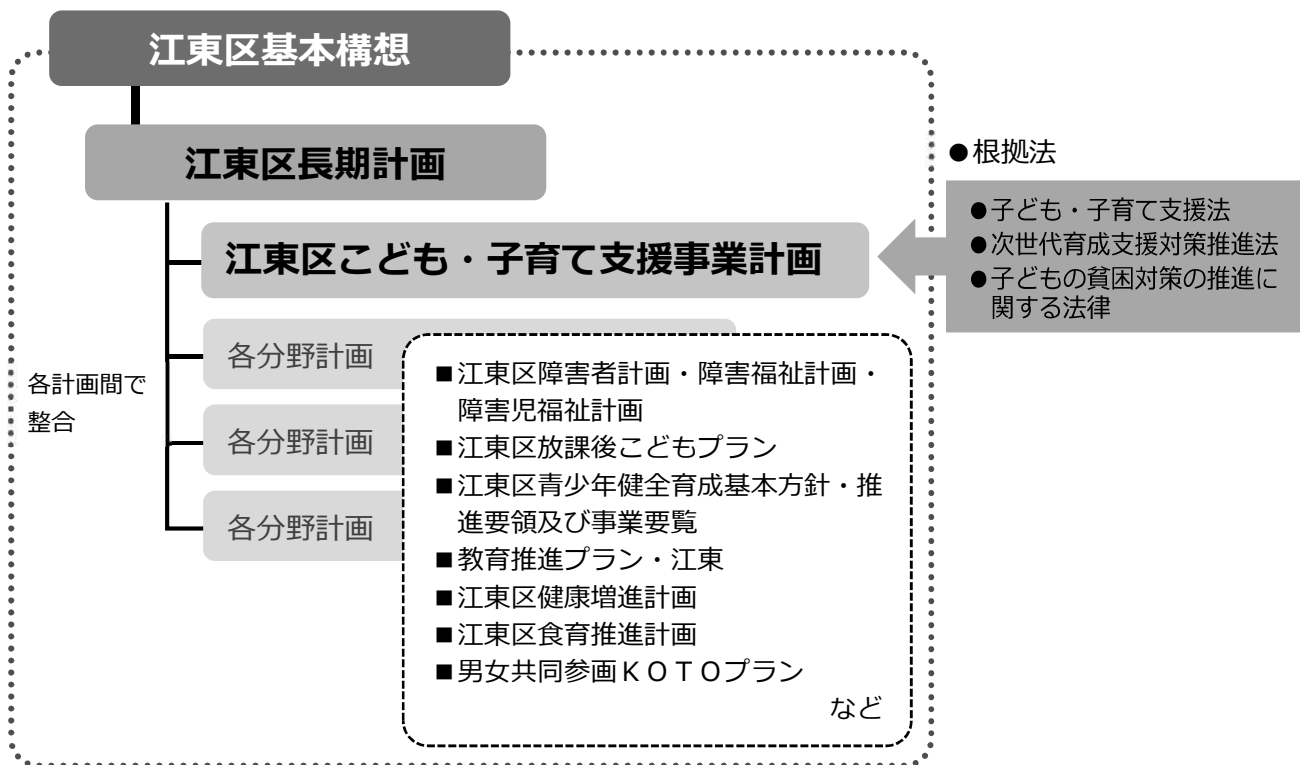 江東区基本構想
江東区長期計画
江東区こども・子育て支援事業計画
●根拠法
●子ども・子育て支援法
●次世代育成支援対策推進法
●子どもの貧困対策の推進に
関する法律
各計画間で
整合
各分野計画
各分野計画
各分野計画
■江東区障害者計画・障害福祉計画・
障害児福祉計画
■江東区放課後こどもプラン
■江東区青少年健全育成基本方針・推
進要領及び事業要覧
■教育推進プラン・江東
■江東区健康増進計画
■江東区食育推進計画
■男女共同参画ＫＯＴＯプラン
など